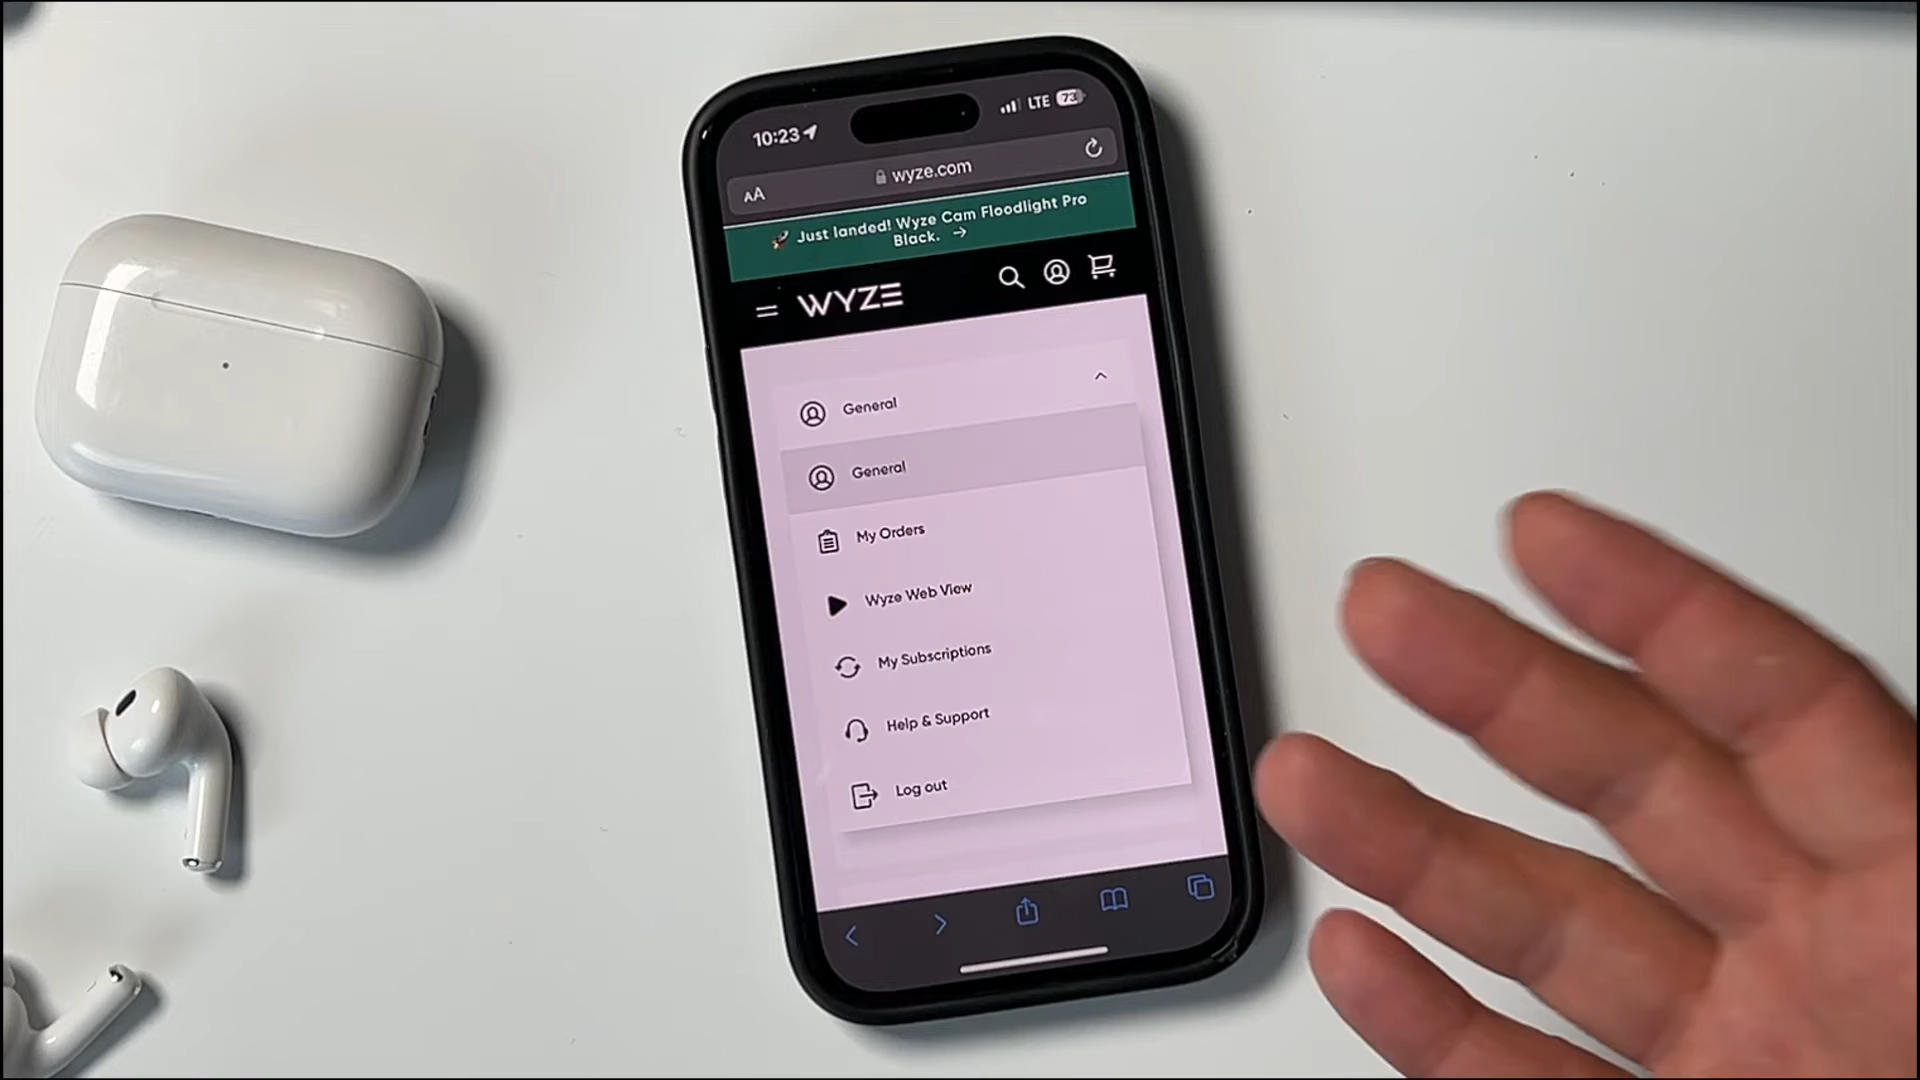 10:23 LTE 73
AA wyze.com
🚀 Just landed! Wyze Cam Floodlight Pro
Black. →
WYZE
General
General
My Orders
Wyze Web View
My Subscriptions
Help & Support
Log out